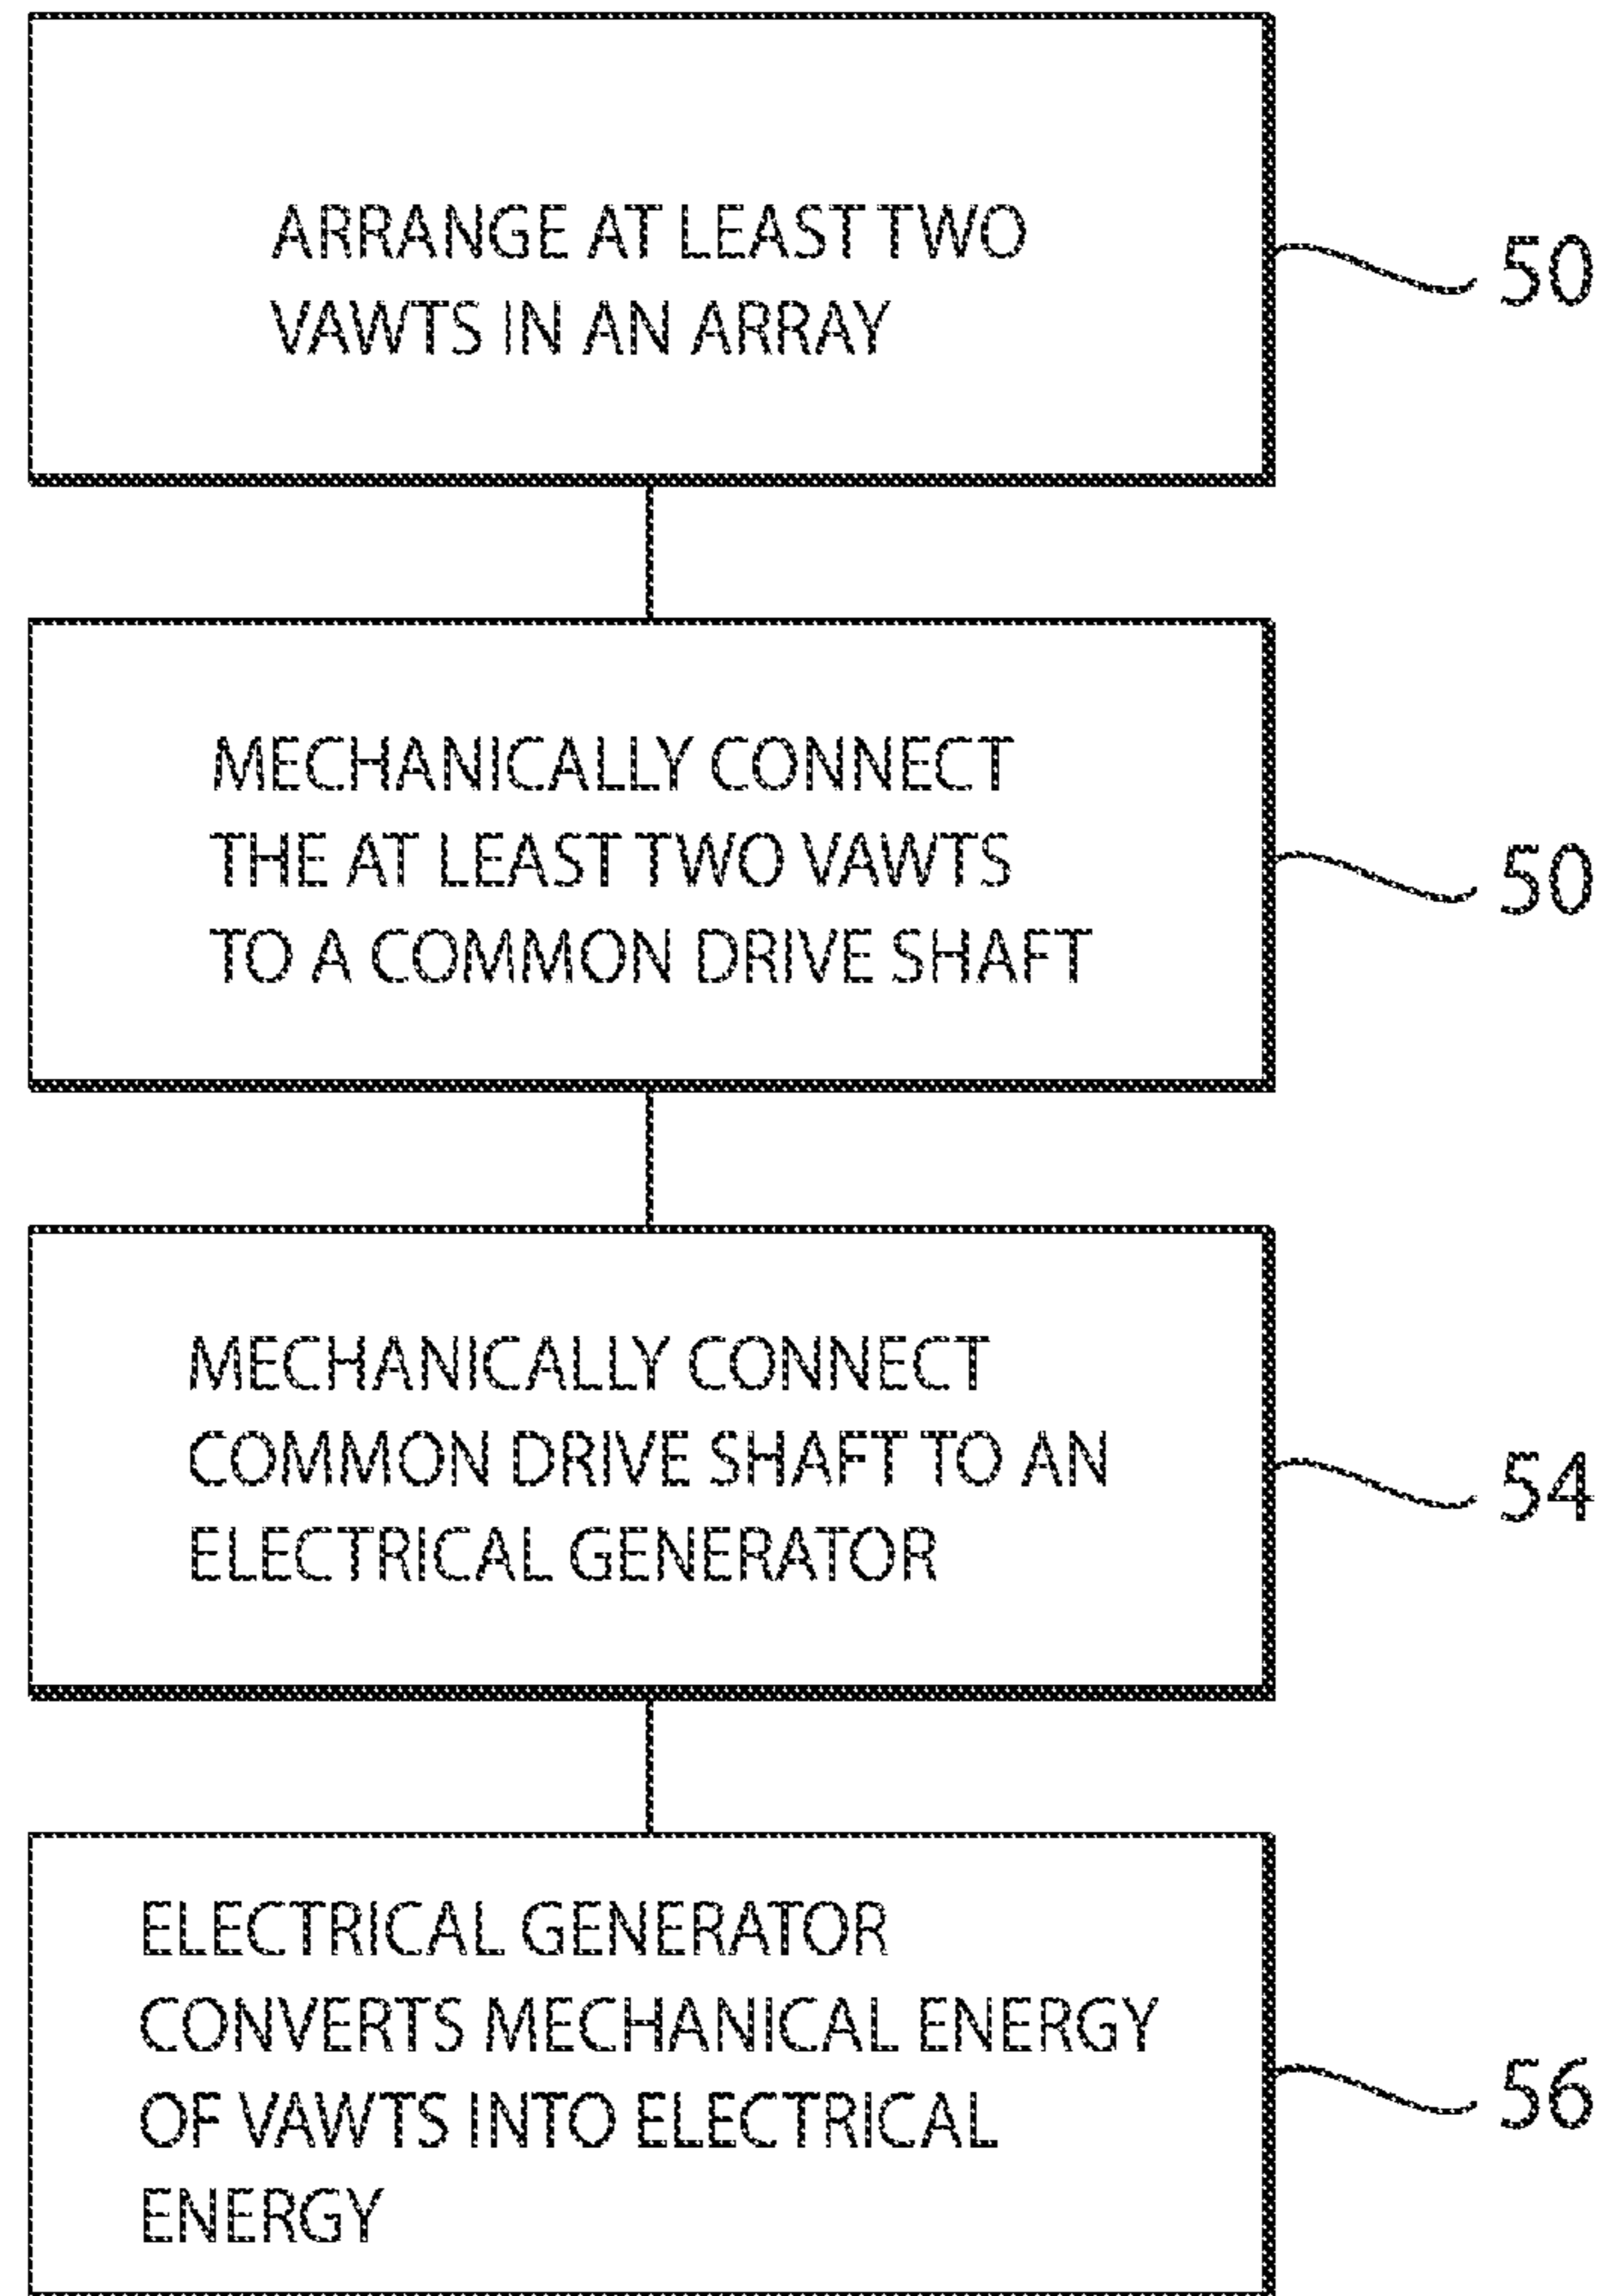 ARRANGE AT LEAST TWO
VAWTS IN AN ARRAY
50
MECHANICALLY CONNECT
THE AT LEAST TWO VAWTS
TO A COMMON DRIVE SHAFT
50
MECHANICALLY CONNECT
COMMON DRIVE SHAFT TO AN
ELECTRICAL GENERATOR
54
ELECTRICAL GENERATOR
CONVERTS MECHANICAL ENERGY
OF VAWTS INTO ELECTRICAL
ENERGY
56